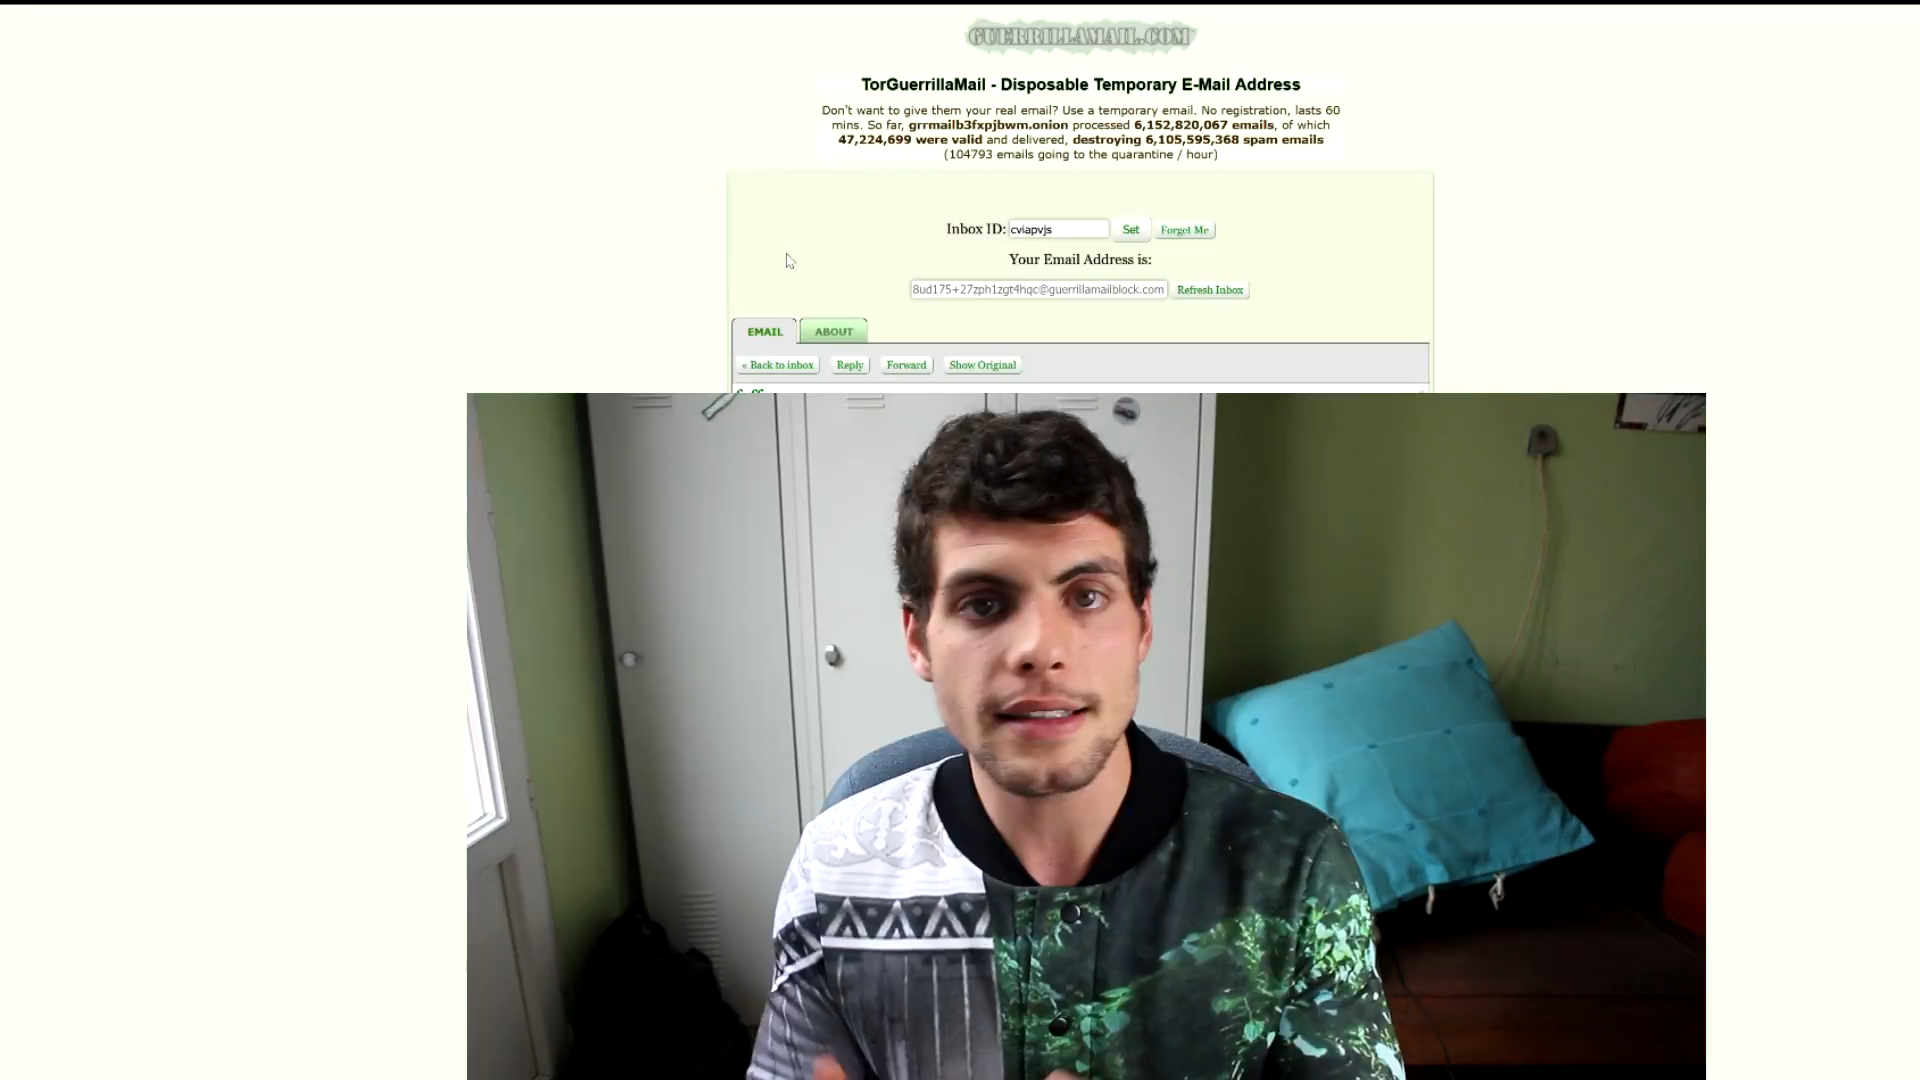 GUERRILLAMAIL.COM
TorGuerrillaMail - Disposable Temporary E-Mail Address
Don't want to give them your real email? Use a temporary email. No registration, lasts 60
mins. So far, grrmailb3fxpjbwm.onion processed 6,152,820,067 emails, of which
47,224,699 were valid and delivered, destroying 6,105,595,368 spam emails
(104793 emails going to the quarantine / hour)
Inbox ID: cviapvjs Set Forget Me
Your Email Address is:
8ud175+27zph1zgt4hqc@guerrillamailblock.com Refresh Inbox
EMAIL ABOUT
« Back to inbox Reply Forward Show Original